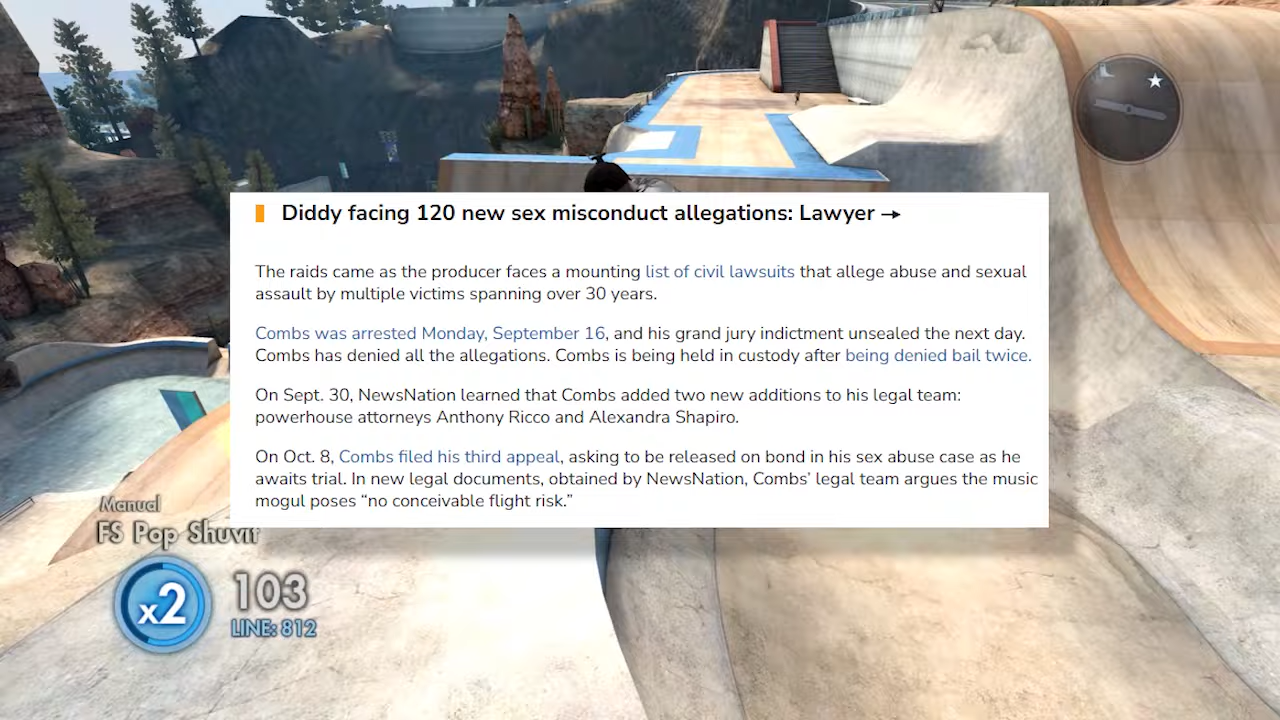 Diddy facing 120 new sex misconduct allegations: Lawyer →
The raids came as the producer faces a mounting list of civil lawsuits that allege abuse and sexual
assault by multiple victims spanning over 30 years.
Combs was arrested Monday, September 16, and his grand jury indictment unsealed the next day.
Combs has denied all the allegations. Combs is being held in custody after being denied bail twice.
On Sept. 30, NewsNation learned that Combs added two new additions to his legal team:
powerhouse attorneys Anthony Ricco and Alexandra Shapiro.
On Oct. 8, Combs filed his third appeal, asking to be released on bond in his sex abuse case as he
awaits trial. In new legal documents, obtained by NewsNation, Combs’ legal team argues the music
mogul poses “no conceivable flight risk.”
Manual
FS Pop Shuvit
x2
103
LINE: 812